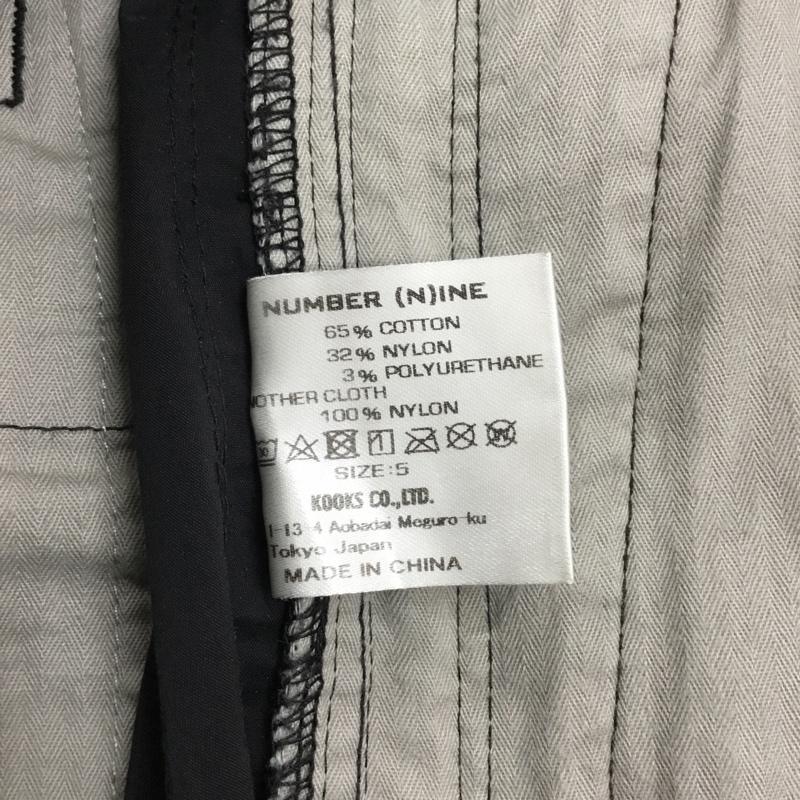 NUMBER (N)INE
65% COTTON
32% NYLON
3% POLYURETHANE
NOTHER CLOTH
100% NYLON
SIZE:5
KOOKS CO.,LTD.
1-13-4 Aobadai Meguro-ku
Tokyo Japan
MADE IN CHINA